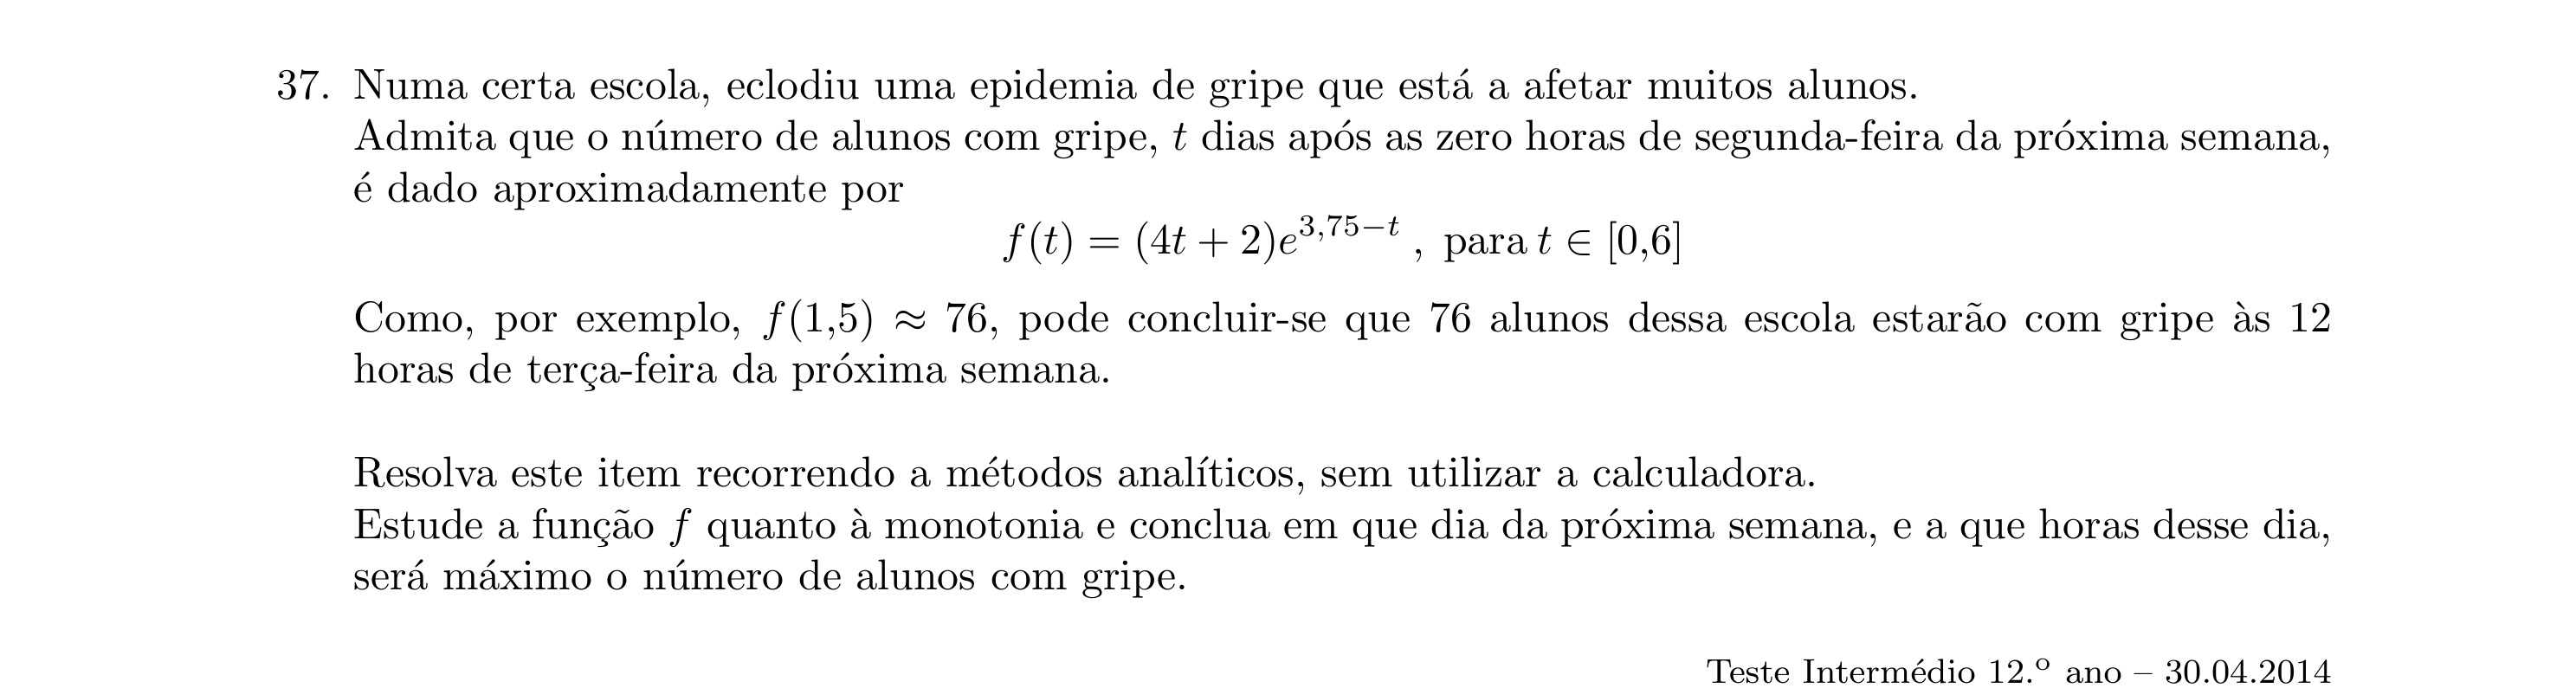 37. Numa certa escola, eclodiu uma epidemia de gripe que está a afetar muitos alunos.
Admita que o número de alunos com gripe, t dias após as zero horas de segunda-feira da próxima semana,
é dado aproximadamente por
f(t) = (4t + 2)e^{3,75−t} , para t ∈ [0,6]
Como, por exemplo, f(1,5) ≈ 76, pode concluir-se que 76 alunos dessa escola estarão com gripe às 12
horas de terça-feira da próxima semana.
Resolva este item recorrendo a métodos analíticos, sem utilizar a calculadora.
Estude a função f quanto à monotonia e conclua em que dia da próxima semana, e a que horas desse dia,
será máximo o número de alunos com gripe.
Teste Intermédio 12.º ano – 30.04.2014